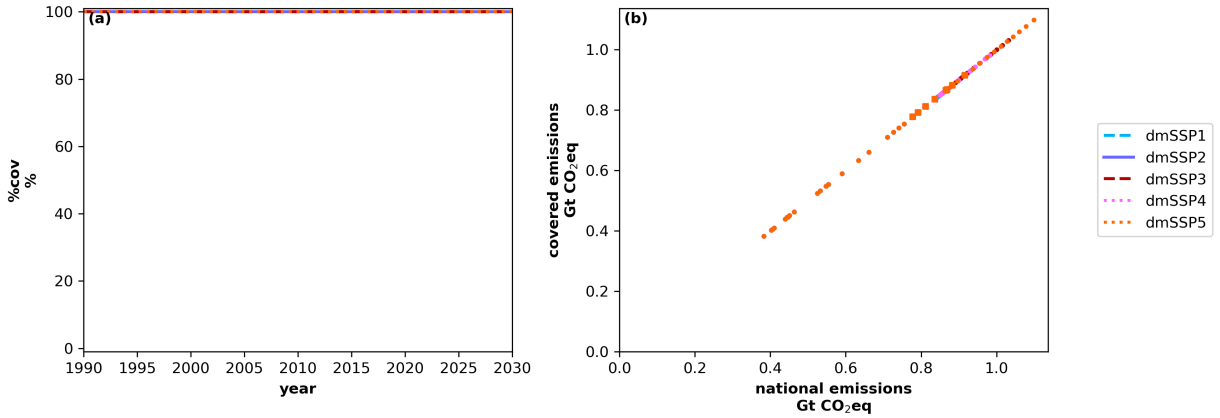 (a)
100
80
60
40
20
0
%cov
%
1990 1995 2000 2005 2010 2015 2020 2025 2030
year
(b)
1.0
0.8
0.6
0.4
0.2
0.0
covered emissions
Gt CO₂eq
0.0 0.2 0.4 0.6 0.8 1.0
national emissions
Gt CO₂eq
dmSSP1
dmSSP2
dmSSP3
dmSSP4
dmSSP5